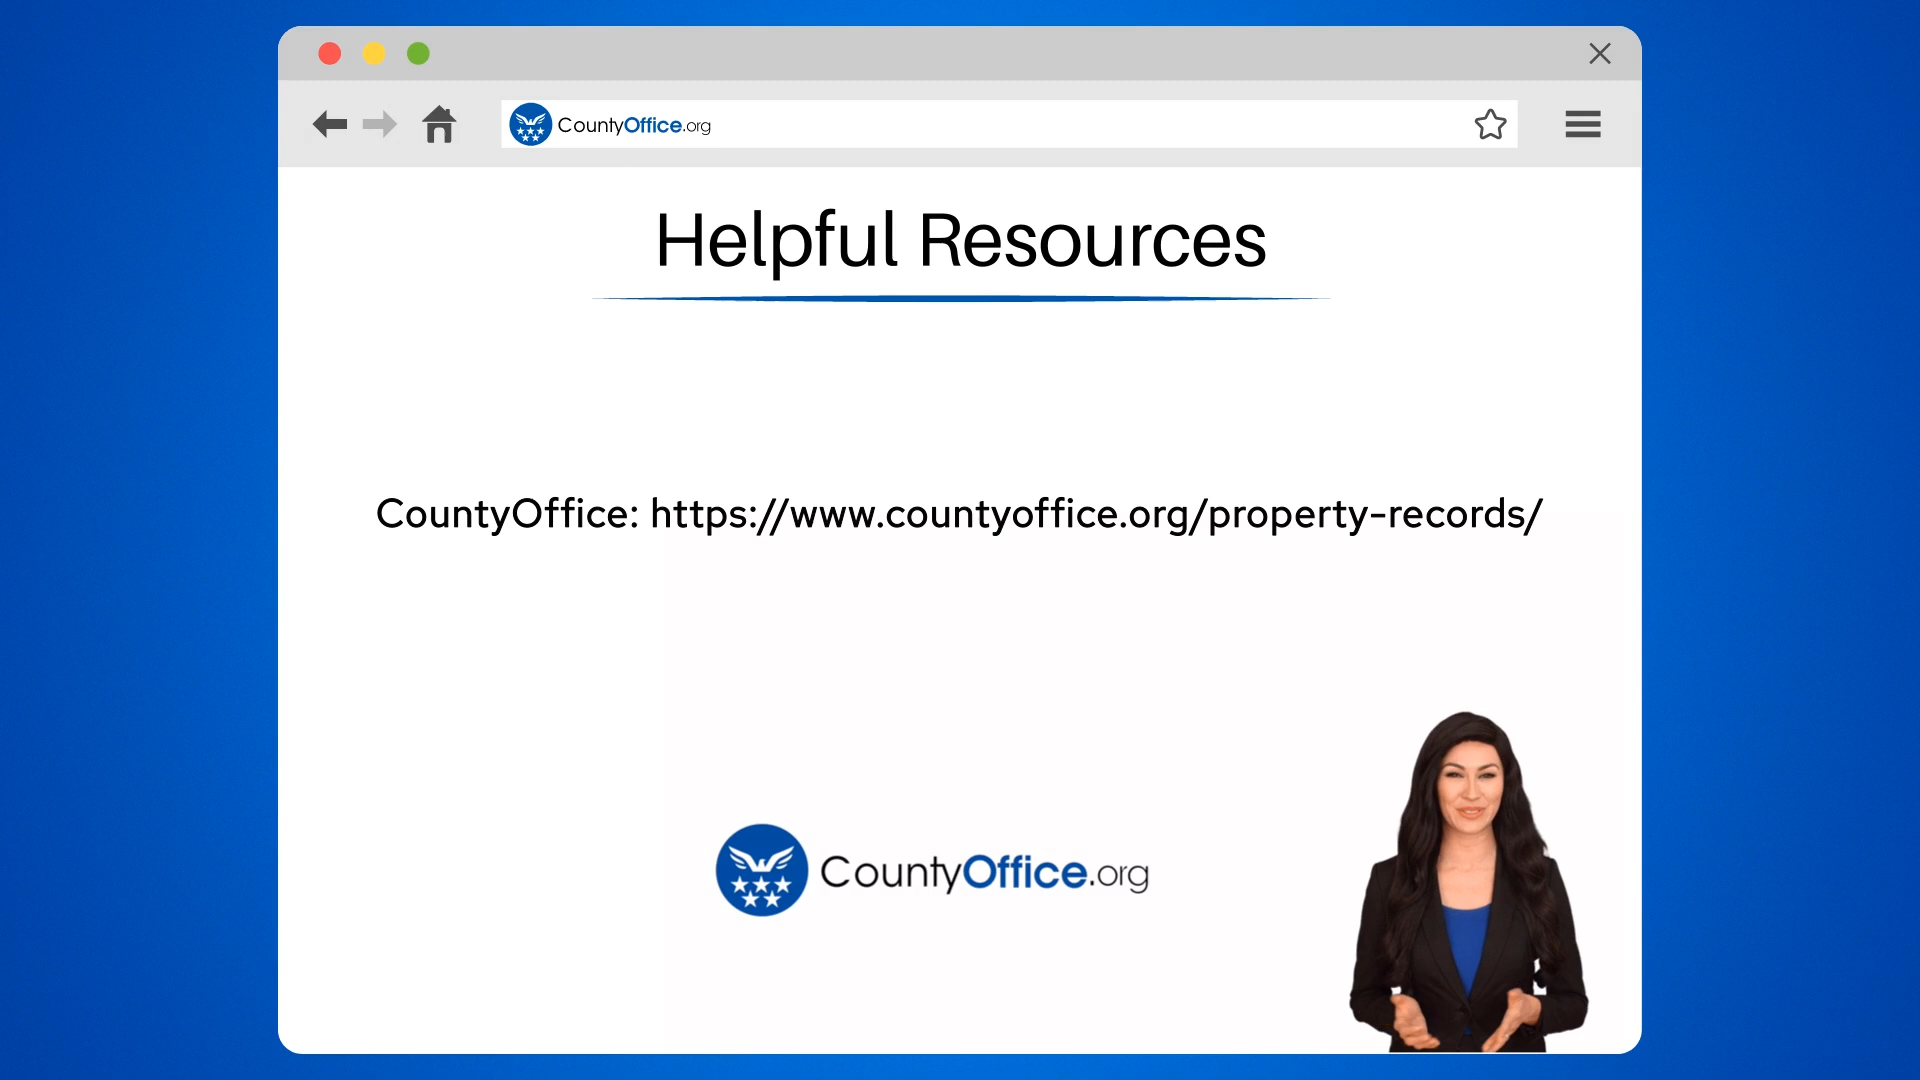 CountyOffice.org
Helpful Resources
CountyOffice: https://www.countyoffice.org/property-records/
CountyOffice.org